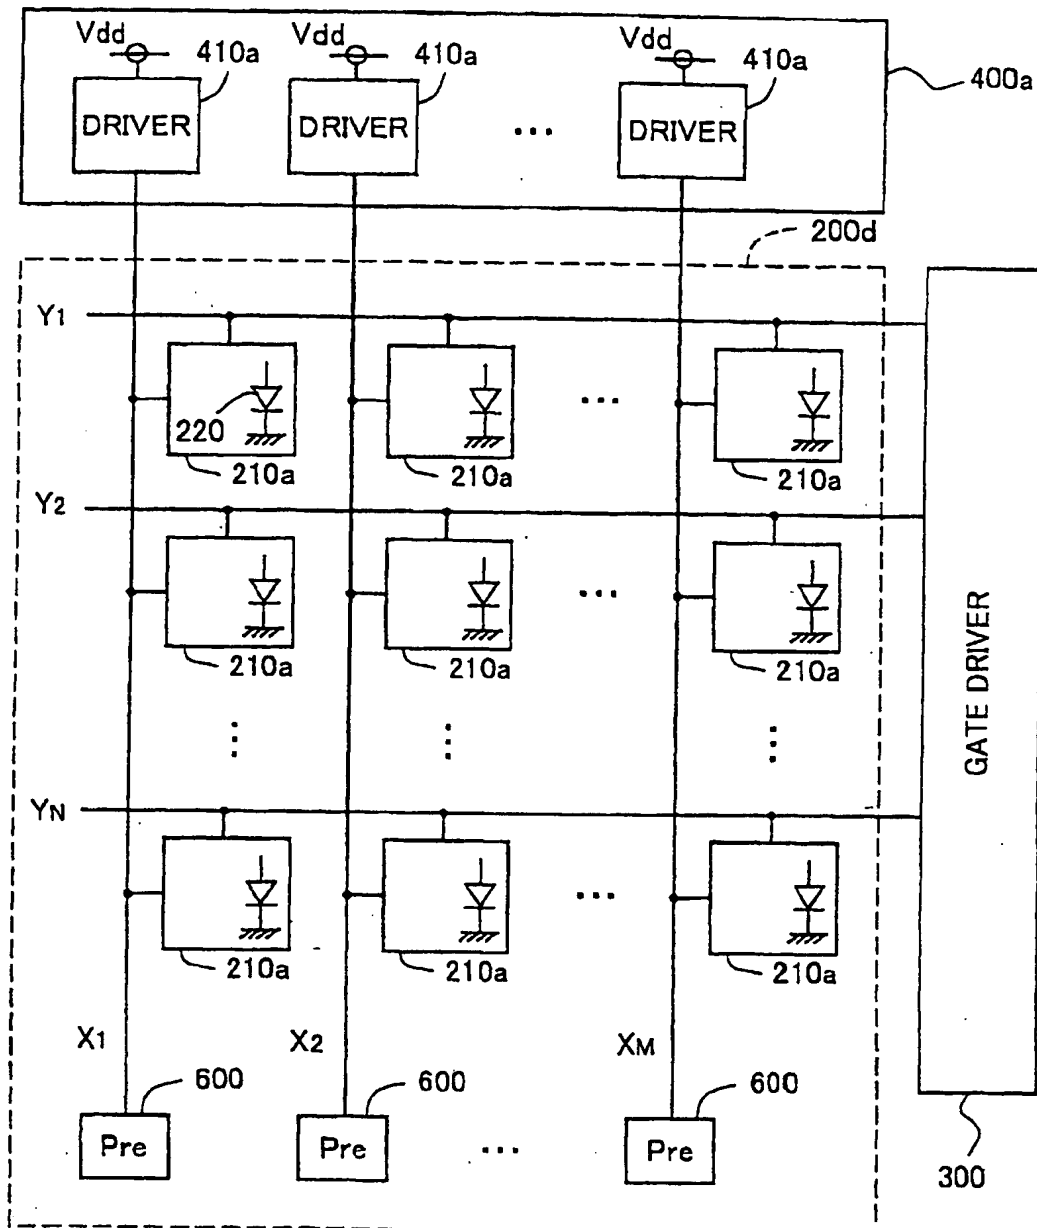 Vdd Vdd Vdd
410a 410a 410a 400a
DRIVER DRIVER ... DRIVER
200d
Y1
220
...
210a 210a 210a
Y2
...
210a 210a 210a
GATE DRIVER
YN
...
210a 210a 210a
X1 X2 XM
600 600 600
Pre Pre ... Pre
300